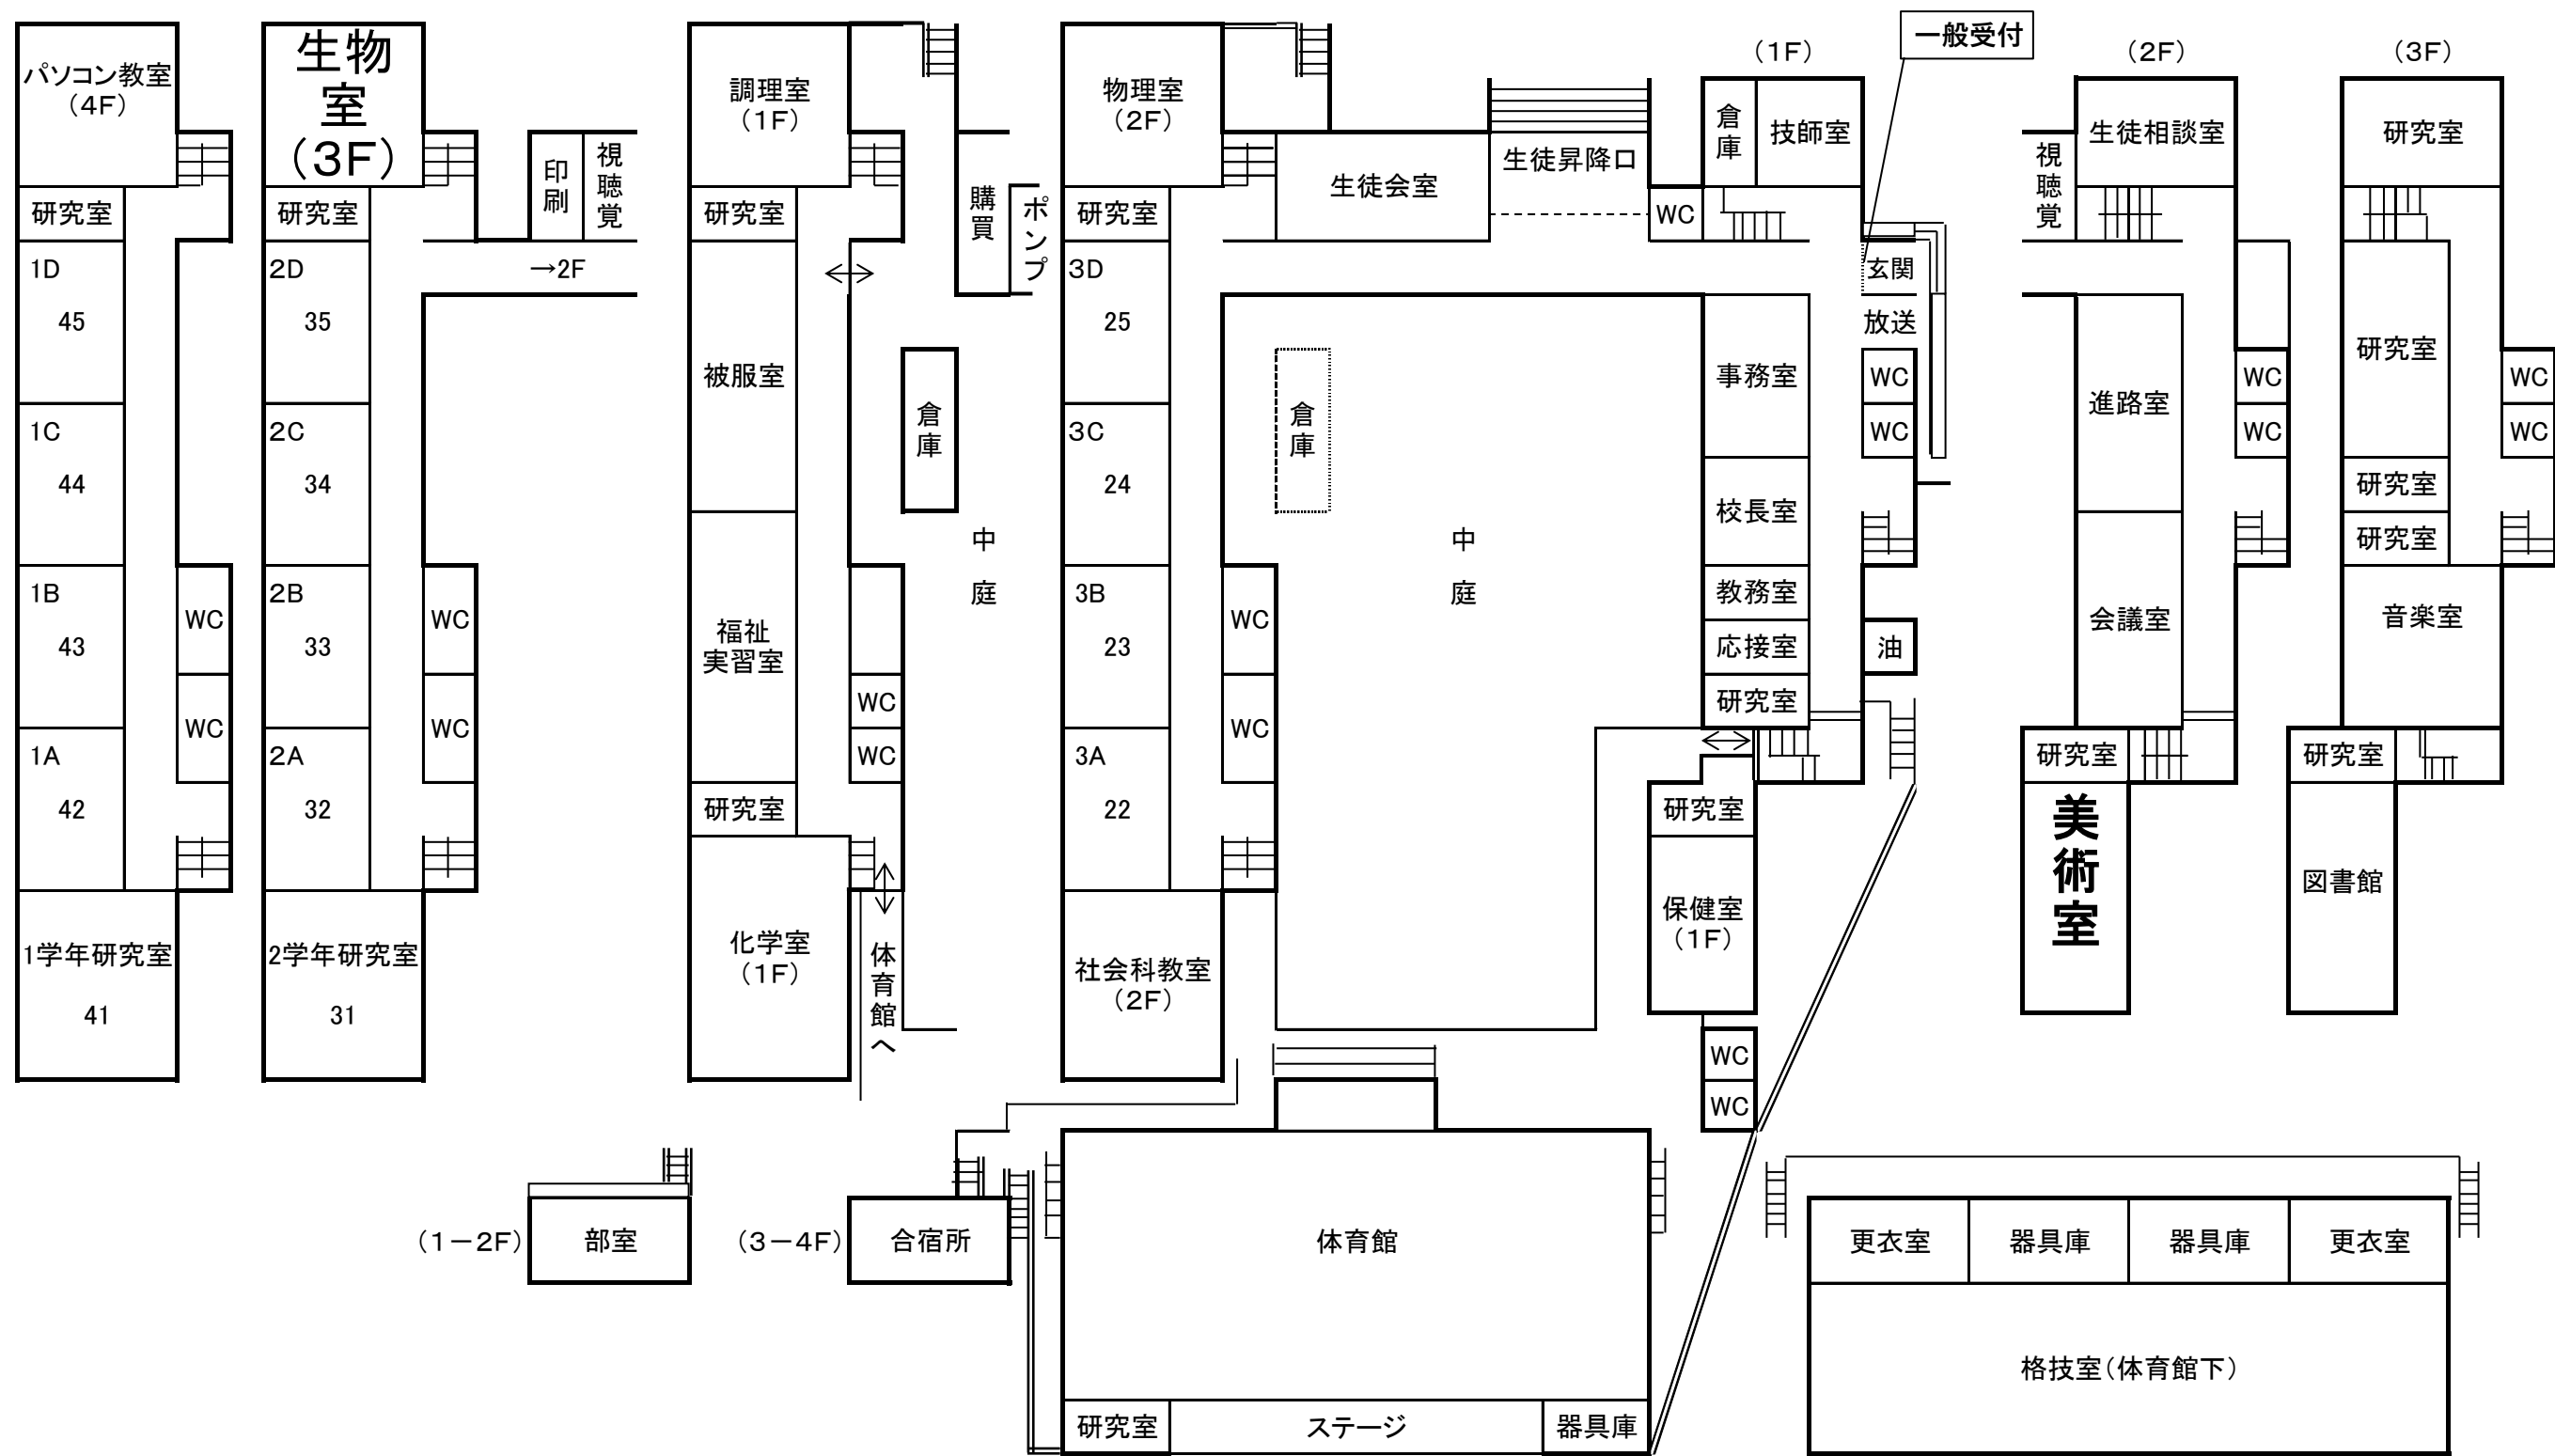 一般受付
(1F)
(2F)
(3F)
パソコン教室
(4F)
研究室
1D
45
1C
44
1B
43
1A
42
WC
WC
1学年研究室
41
生物
室
(3F)
研究室
2D
35
2C
34
2B
33
2A
32
WC
WC
2学年研究室
31
印刷
視聴覚
→2F
調理室
(1F)
研究室
被服室
福祉
実習室
研究室
WC
WC
化学室
(1F)
体育館へ
購買
ポンプ
倉庫
中庭
物理室
(2F)
研究室
3D
25
3C
24
3B
23
3A
22
WC
WC
社会科教室
(2F)
生徒会室
生徒昇降口
倉庫
中庭
倉庫
技師室
WC
玄関
放送
WC
WC
事務室
校長室
教務室
応接室
研究室
油
研究室
保健室
(1F)
WC
WC
視聴覚
生徒相談室
進路室
会議室
WC
WC
研究室
美術室
研究室
研究室
研究室
研究室
WC
WC
音楽室
研究室
図書館
(1-2F)
部室
(3-4F)
合宿所
体育館
研究室
ステージ
器具庫
更衣室
器具庫
器具庫
更衣室
格技室(体育館下)